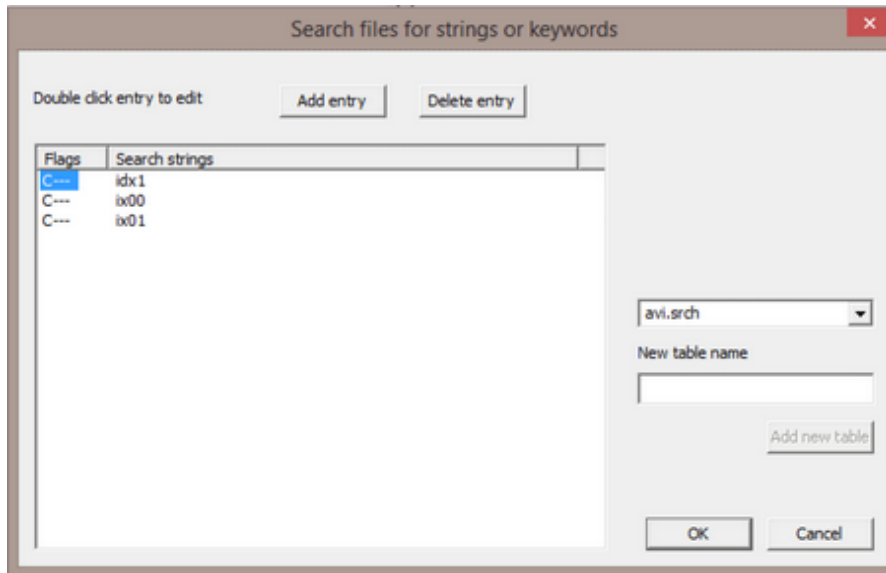 Search files for strings or keywords
Double click entry to edit
Add entry
Delete entry
Flags Search strings
C--- idx1
C--- ix00
C--- ix01
avi.srch
New table name
Add new table
OK
Cancel